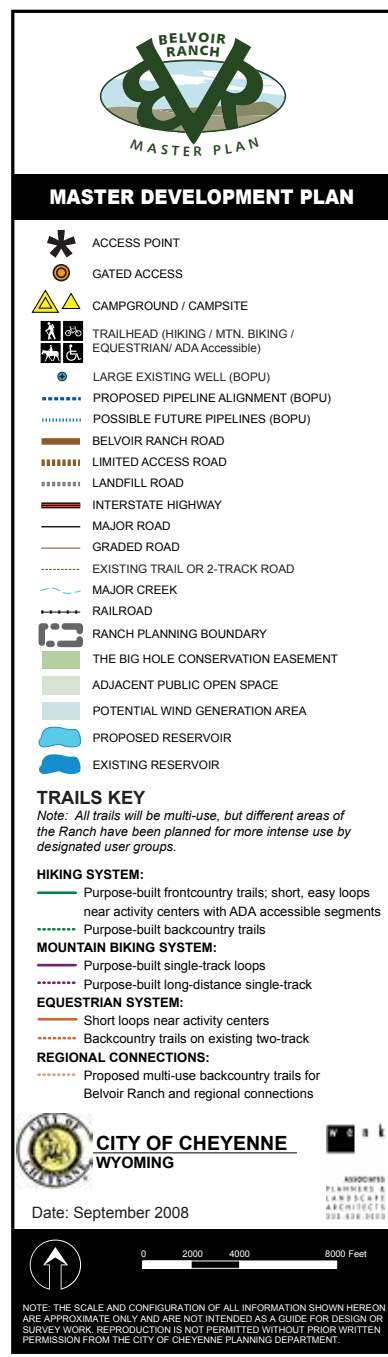 BELVOIR
RANCH
BVR
MASTER PLAN
MASTER DEVELOPMENT PLAN
ACCESS POINT
GATED ACCESS
CAMPGROUND / CAMPSITE
TRAILHEAD (HIKING / MTN. BIKING /
EQUESTRIAN/ ADA Accessible)
LARGE EXISTING WELL (BOPU)
PROPOSED PIPELINE ALIGNMENT (BOPU)
POSSIBLE FUTURE PIPELINES (BOPU)
BELVOIR RANCH ROAD
LIMITED ACCESS ROAD
LANDFILL ROAD
INTERSTATE HIGHWAY
MAJOR ROAD
GRADED ROAD
EXISTING TRAIL OR 2-TRACK ROAD
MAJOR CREEK
RAILROAD
RANCH PLANNING BOUNDARY
THE BIG HOLE CONSERVATION EASEMENT
ADJACENT PUBLIC OPEN SPACE
POTENTIAL WIND GENERATION AREA
PROPOSED RESERVOIR
EXISTING RESERVOIR
TRAILS KEY
Note: All trails will be multi-use, but different areas of
the Ranch have been planned for more intense use by
designated user groups.
HIKING SYSTEM:
Purpose-built frontcountry trails; short, easy loops
near activity centers with ADA accessible segments
Purpose-built backcountry trails
MOUNTAIN BIKING SYSTEM:
Purpose-built single-track loops
Purpose-built long-distance single-track
EQUESTRIAN SYSTEM:
Short loops near activity centers
Backcountry trails on existing two-track
REGIONAL CONNECTIONS:
Proposed multi-use backcountry trails for
Belvoir Ranch and regional connections
CITY OF CHEYENNE
CITY OF CHEYENNE
WYOMING
wenk
ASSOCIATES
PLANNERS &
LANDSCAPE
ARCHITECTS
Date: September 2008
0 2000 4000 8000 Feet
NOTE: THE SCALE AND CONFIGURATION OF ALL INFORMATION SHOWN HEREON
ARE APPROXIMATE ONLY AND ARE NOT INTENDED AS A GUIDE FOR DESIGN OR
SURVEY WORK. REPRODUCTION IS NOT PERMITTED WITHOUT PRIOR WRITTEN
PERMISSION FROM THE CITY OF CHEYENNE PLANNING DEPARTMENT.